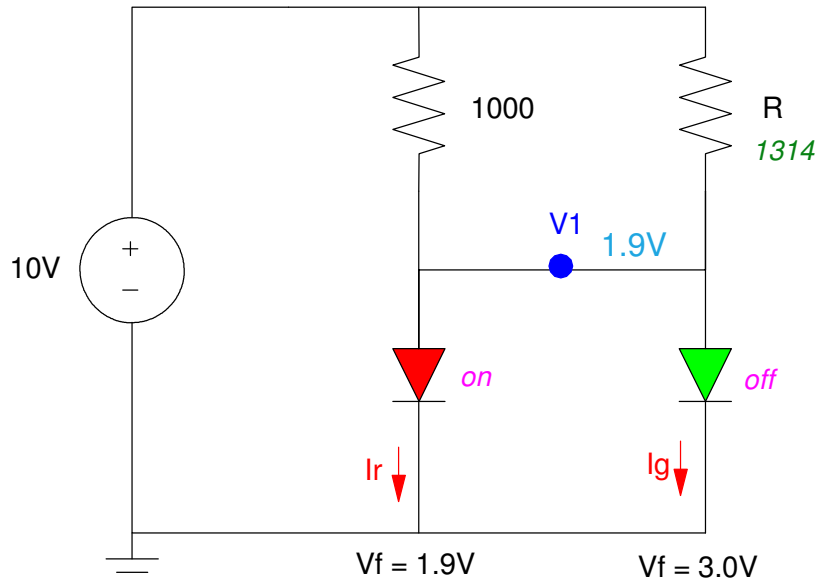 1000
R
1314
V1
1.9V
+
10V
−
on
off
Ir
Ig
Vf = 1.9V
Vf = 3.0V